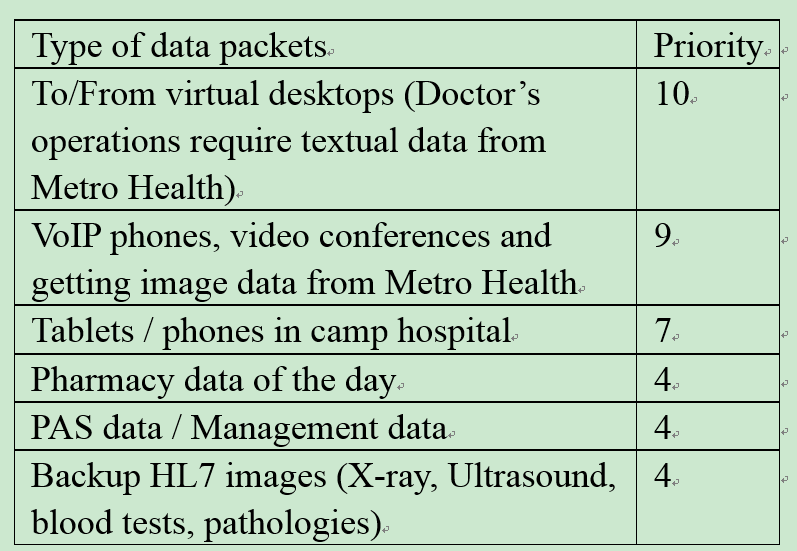 Type of data packets Priority
To/From virtual desktops (Doctor's 10
operations require textual data from
Metro Health)
VoIP phones, video conferences and 9
getting image data from Metro Health
Tablets / phones in camp hospital 7
Pharmacy data of the day 4
PAS data / Management data 4
Backup HL7 images (X-ray, Ultrasound, 4
blood tests, pathologies)